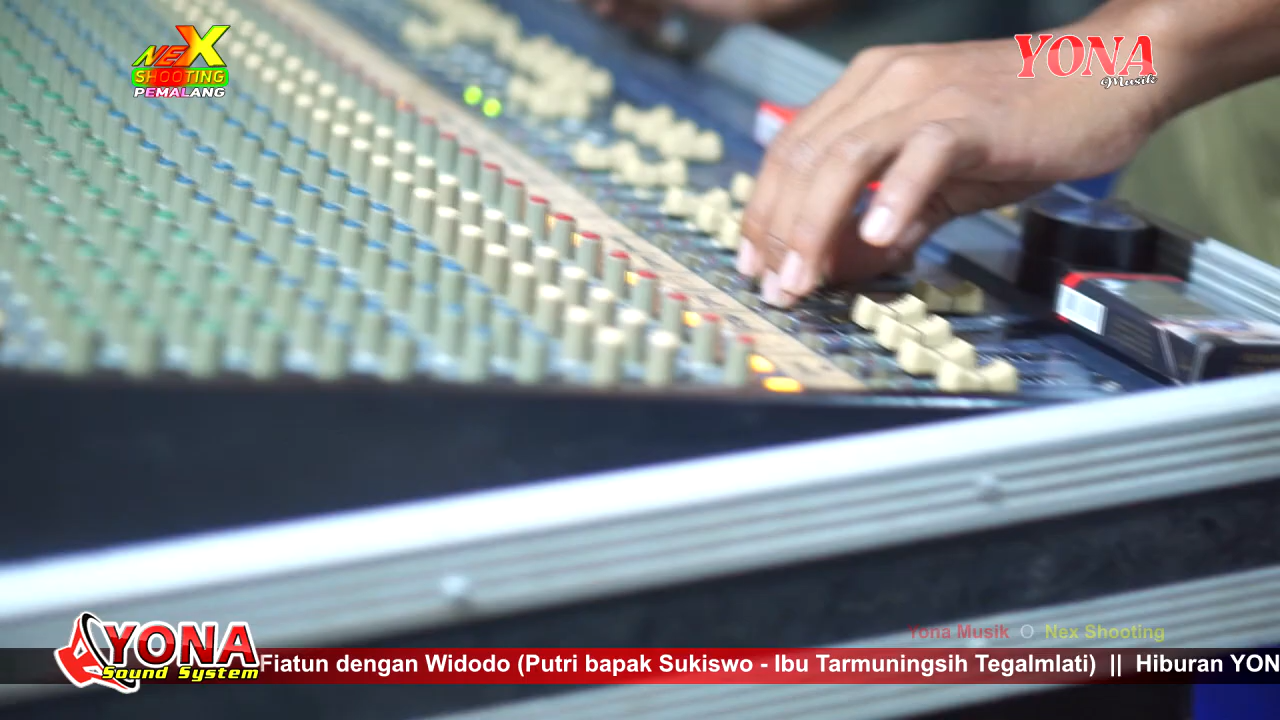 NEX
SHOOTING
PEMALANG
YONA
Musik
Yona Musik O Nex Shooting
YONA
Sound System
Fiatun dengan Widodo (Putri bapak Sukiswo - Ibu Tarmuningsih Tegalmlati) || Hiburan YON